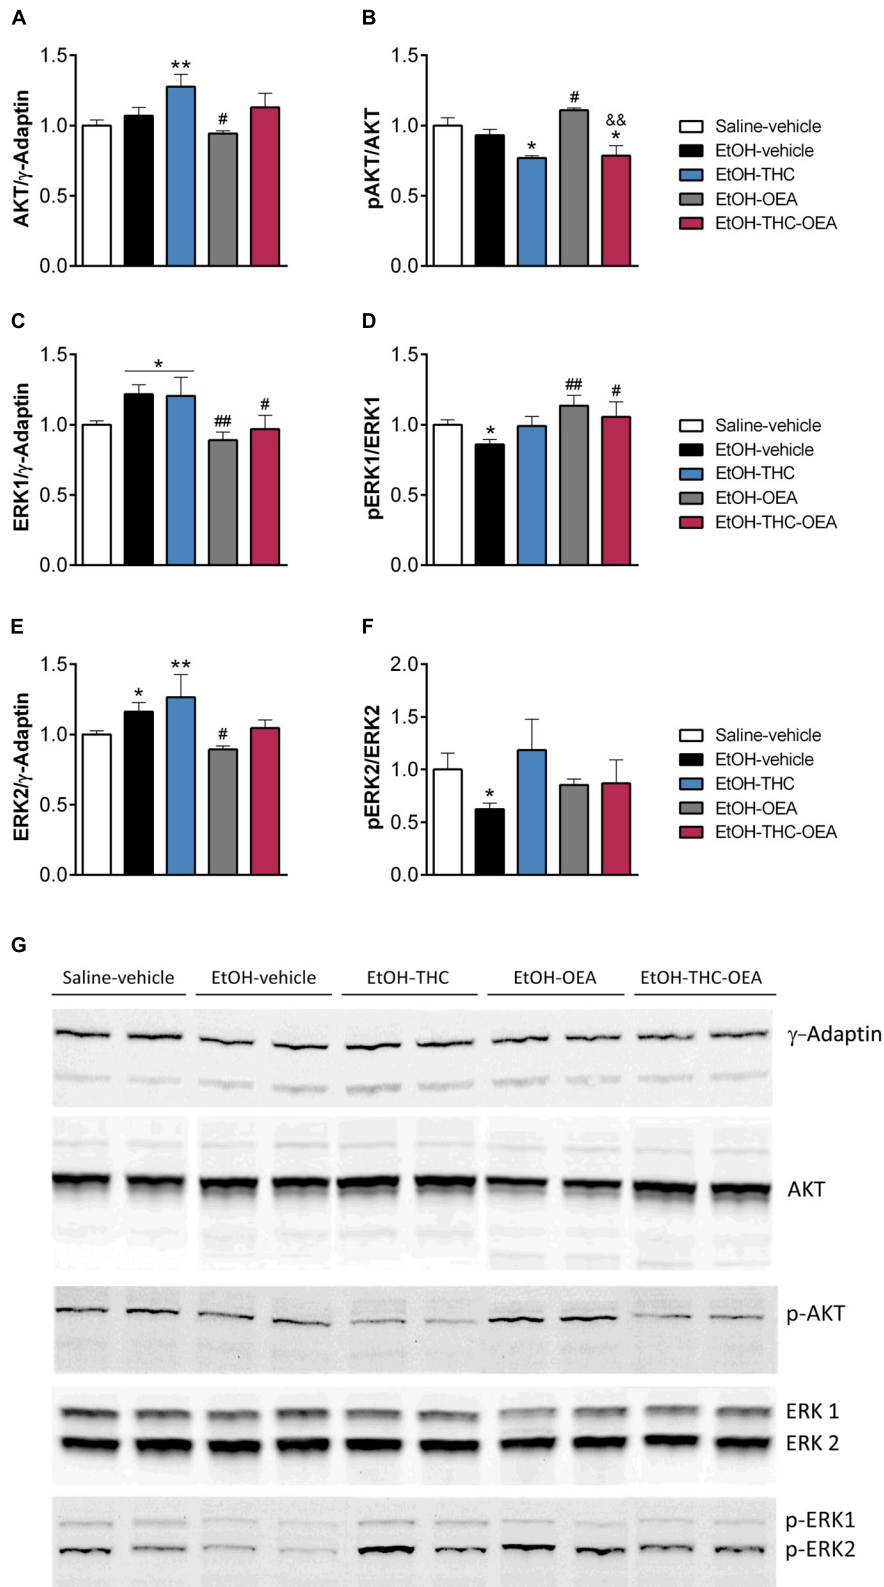 A
AKT/γ-Adaptin
1.5
1.0
0.5
0.0
**
#
B
pAKT/AKT
1.5
1.0
0.5
0.0
*
#
&&
*
Saline-vehicle
EtOH-vehicle
EtOH-THC
EtOH-OEA
EtOH-THC-OEA
C
ERK1/γ-Adaptin
1.5
1.0
0.5
0.0
*
##
#
D
pERK1/ERK1
1.5
1.0
0.5
0.0
*
##
#
Saline-vehicle
EtOH-vehicle
EtOH-THC
EtOH-OEA
EtOH-THC-OEA
E
ERK2/γ-Adaptin
1.5
1.0
0.5
0.0
*
**
#
F
pERK2/ERK2
2.0
1.5
1.0
0.5
0.0
*
Saline-vehicle
EtOH-vehicle
EtOH-THC
EtOH-OEA
EtOH-THC-OEA
G
Saline-vehicle EtOH-vehicle EtOH-THC EtOH-OEA EtOH-THC-OEA
γ-Adaptin
AKT
p-AKT
ERK 1
ERK 2
p-ERK1
p-ERK2